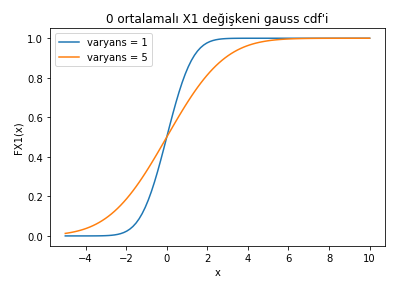 0 ortalamalı X1 değişkeni gauss cdf'i
varyans = 1
varyans = 5
FX1(x)
1.0
0.8
0.6
0.4
0.2
0.0
−4 −2 0 2 4 6 8 10
x